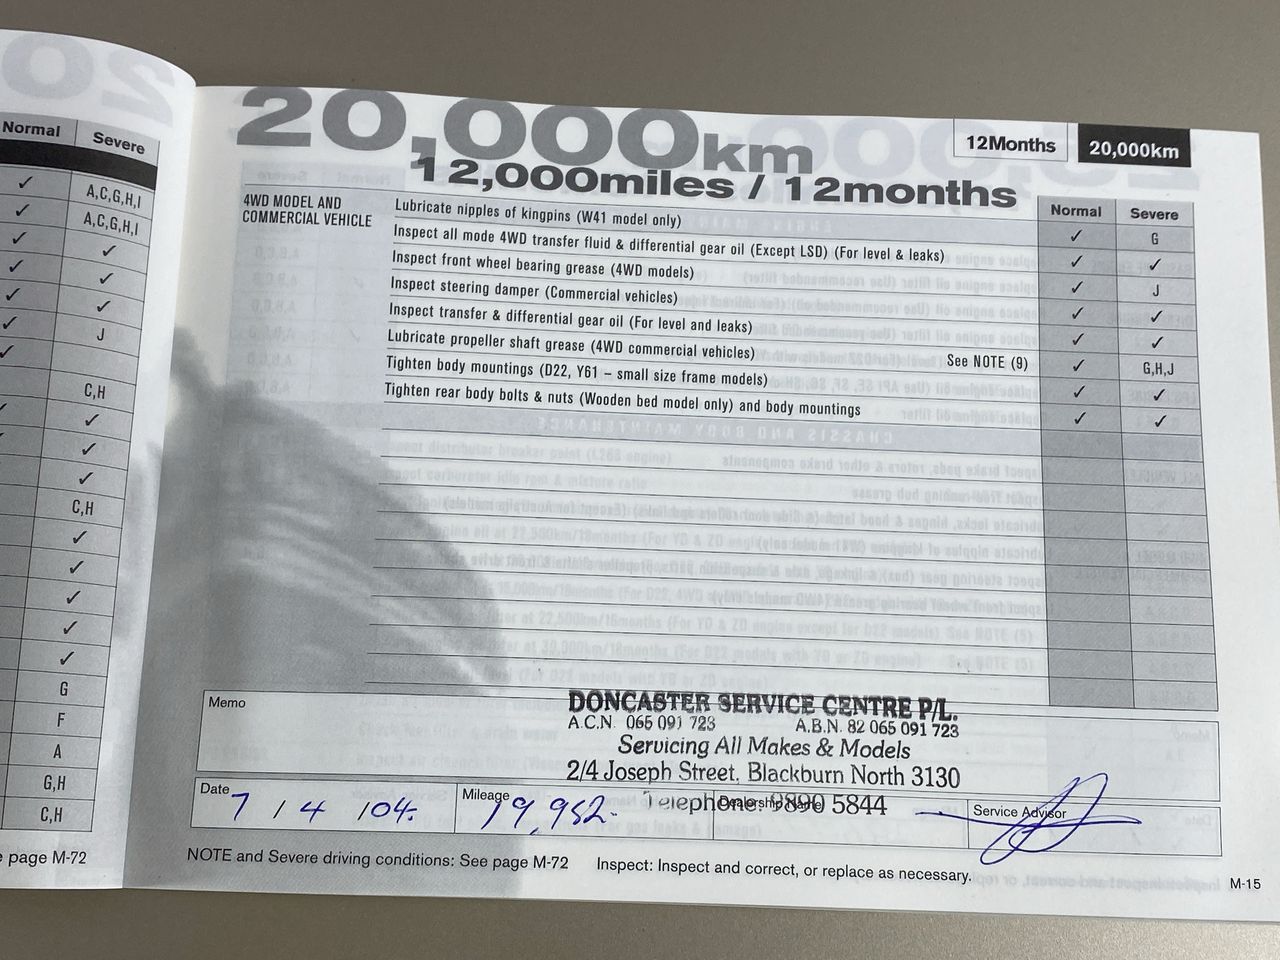 Normal Severe
✓ A,C,G,H,I
✓ A,C,G,H,I
✓ ✓
✓ ✓
✓ ✓
✓ J
✓
C,H
✓
✓
✓
C,H
✓
✓
✓
✓
✓
G
F
A
G,H
C,H
page M-72
20,000km
12,000miles / 12months
12Months 20,000km
Normal Severe
4WD MODEL AND
COMMERCIAL VEHICLE
Lubricate nipples of kingpins (W41 model only) ✓ G
Inspect all mode 4WD transfer fluid & differential gear oil (Except LSD) (For level & leaks) ✓ ✓
Inspect front wheel bearing grease (4WD models) ✓ J
Inspect steering damper (Commercial vehicles) ✓ ✓
Inspect transfer & differential gear oil (For level and leaks) ✓ ✓
Lubricate propeller shaft grease (4WD commercial vehicles) See NOTE (9) ✓ G,H,J
Tighten body mountings (D22, Y61 – small size frame models) ✓ ✓
Tighten rear body bolts & nuts (Wooden bed model only) and body mountings ✓ ✓
Memo
DONCASTER SERVICE CENTRE P/L.
A.C.N. 065 091 723 A.B.N. 82 065 091 723
Servicing All Makes & Models
2/4 Joseph Street, Blackburn North 3130
Telephone: 9890 5844
Date 7 / 4 / 04.
Mileage 19,952.
Dealership Name
Service Advisor
NOTE and Severe driving conditions: See page M-72 Inspect: Inspect and correct, or replace as necessary.
M-15